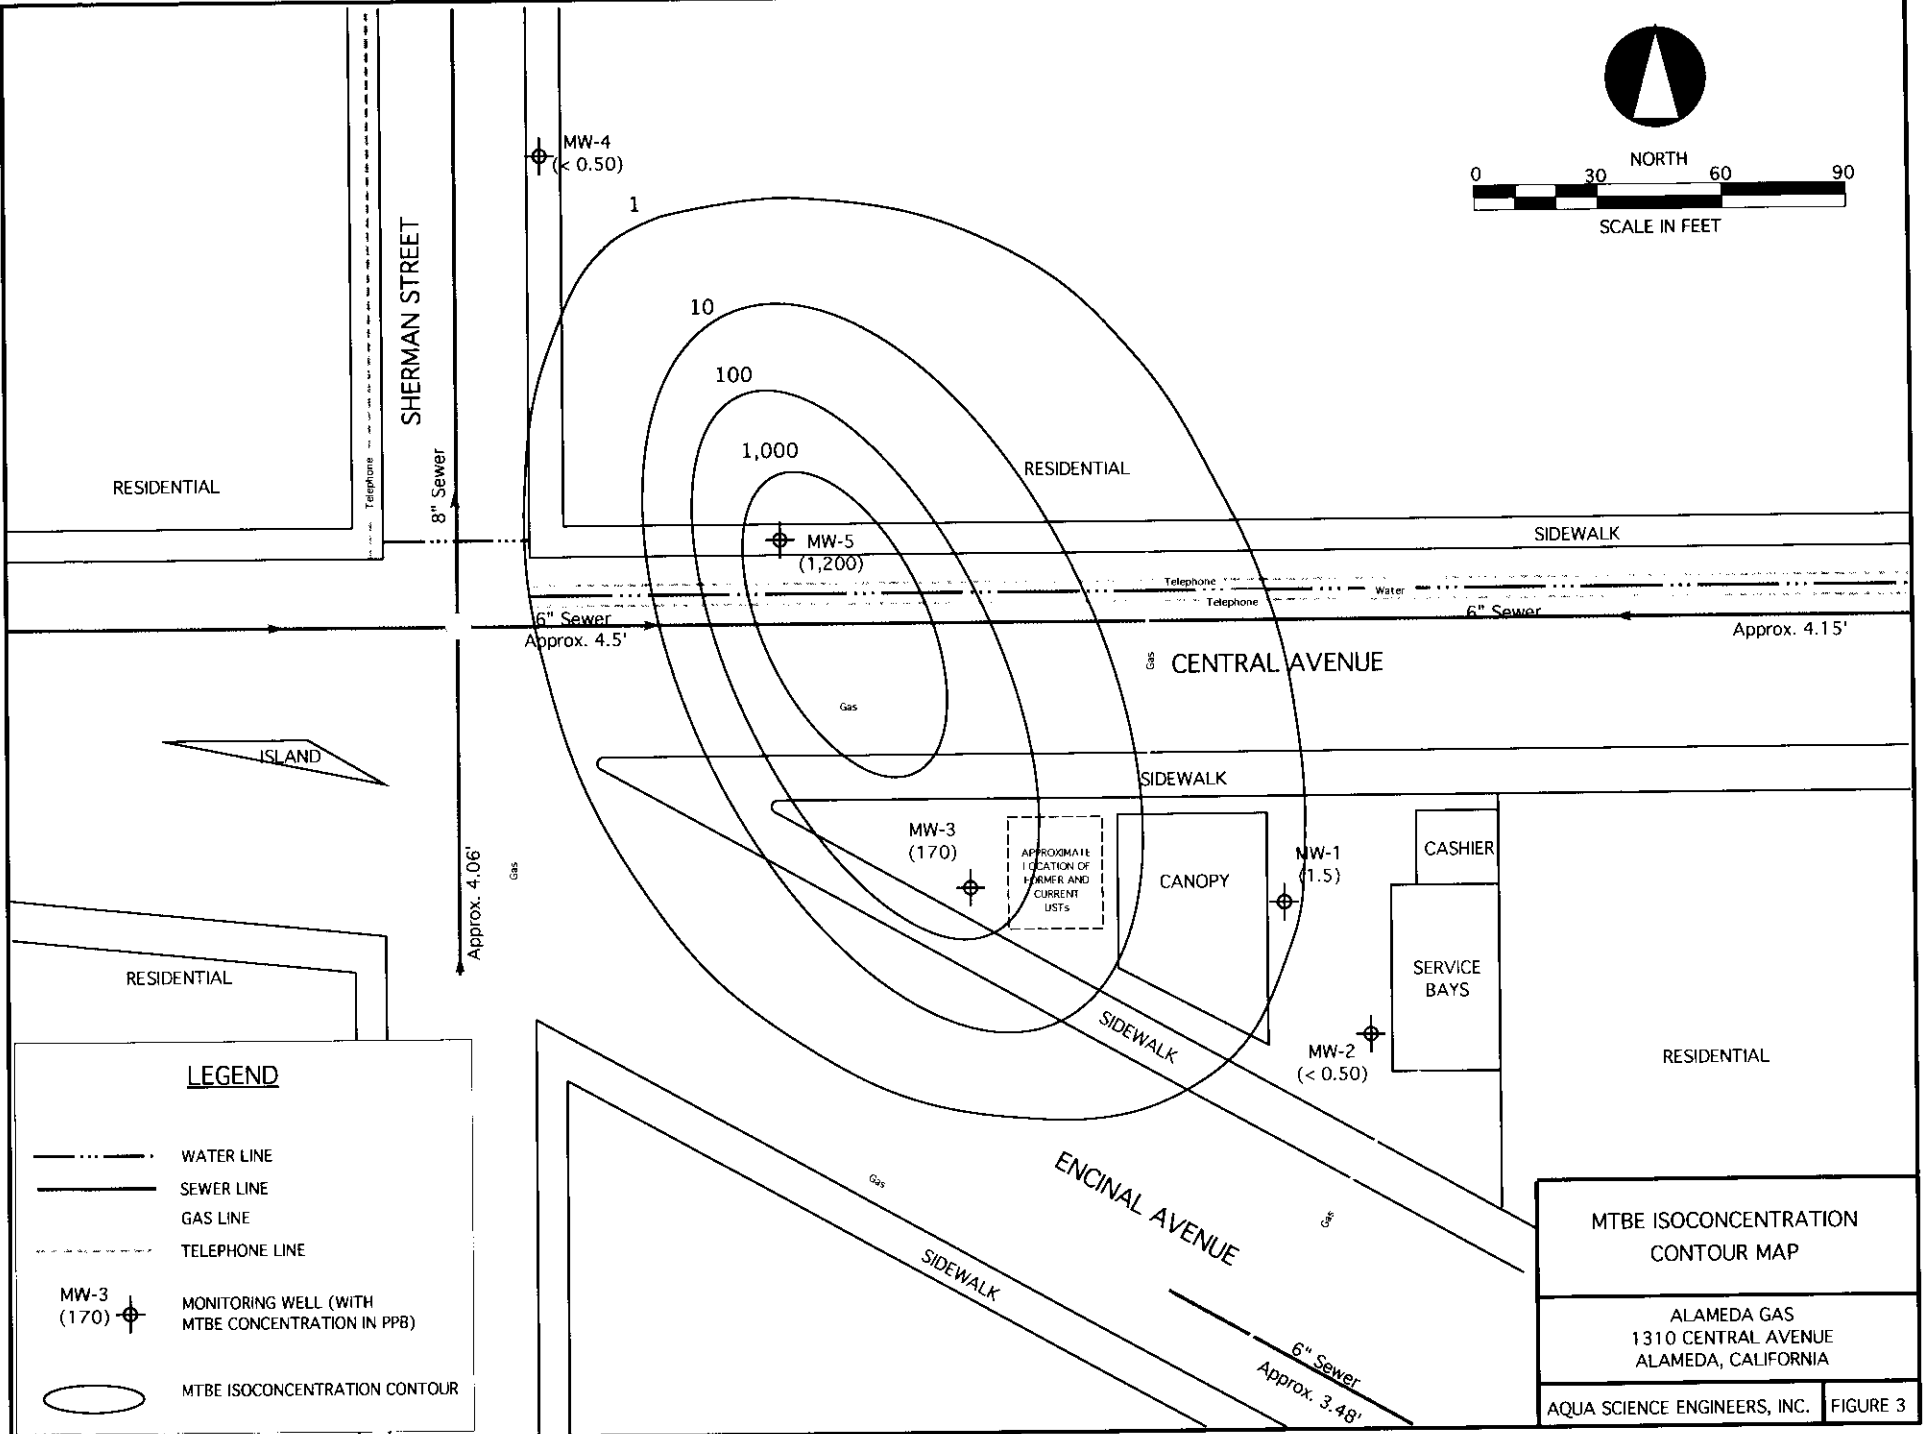 NORTH
0 30 60 90
SCALE IN FEET
MW-4
(< 0.50)
1
10
100
1,000
SHERMAN STREET
8" Sewer
Telephone
RESIDENTIAL
RESIDENTIAL
SIDEWALK
MW-5
(1,200)
Telephone
Water
Telephone
6" Sewer
Approx. 4.5'
6" Sewer
Approx. 4.15'
Gas
CENTRAL AVENUE
Gas
ISLAND
SIDEWALK
MW-3
(170)
APPROXIMATE
LOCATION OF
FORMER AND
CURRENT
USTs
CANOPY
MW-1
(1.5)
CASHIER
SERVICE
BAYS
Approx. 4.06'
Gas
RESIDENTIAL
SIDEWALK
MW-2
(< 0.50)
RESIDENTIAL
ENCINAL AVENUE
Gas
Gas
SIDEWALK
6" Sewer
Approx. 3.48'
LEGEND
WATER LINE
SEWER LINE
GAS LINE
TELEPHONE LINE
MW-3
(170)
MONITORING WELL (WITH
MTBE CONCENTRATION IN PPB)
MTBE ISOCONCENTRATION CONTOUR
MTBE ISOCONCENTRATION
CONTOUR MAP
ALAMEDA GAS
1310 CENTRAL AVENUE
ALAMEDA, CALIFORNIA
AQUA SCIENCE ENGINEERS, INC.
FIGURE 3